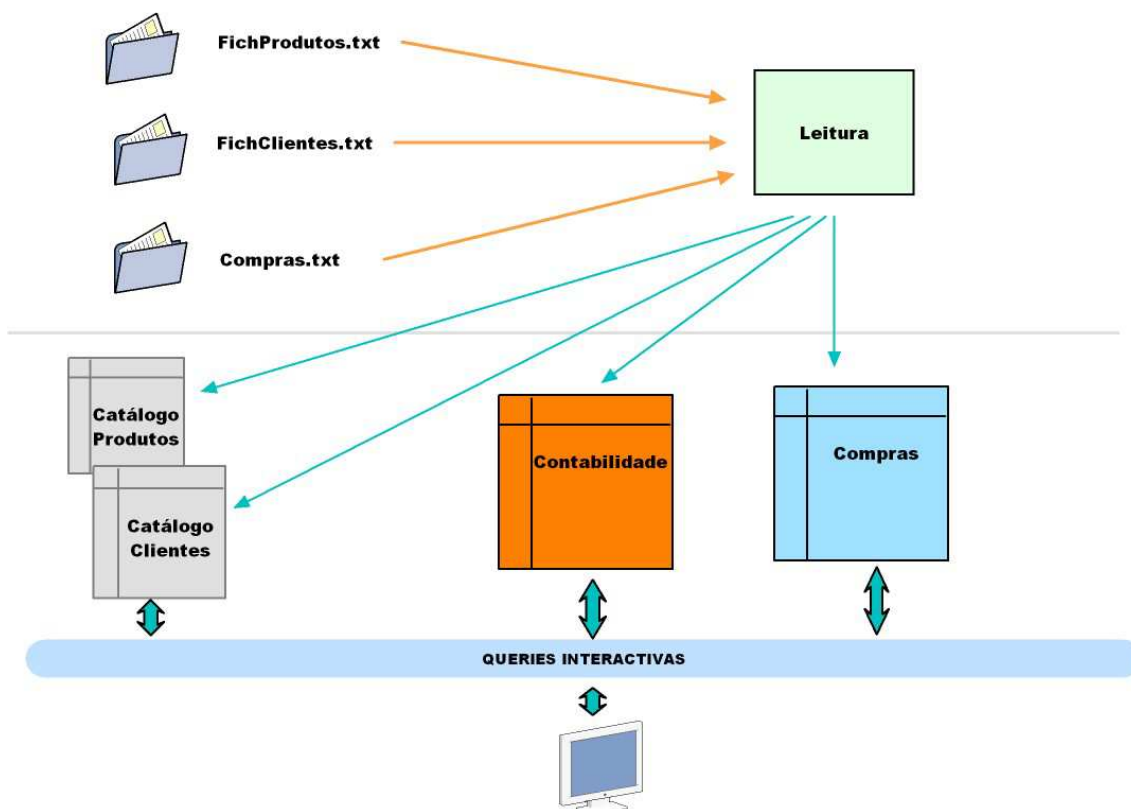 FichProdutos.txt
Leitura
FichClientes.txt
Compras.txt
Catálogo
Produtos
Catálogo
Clientes
Contabilidade
Compras
QUERIES INTERACTIVAS